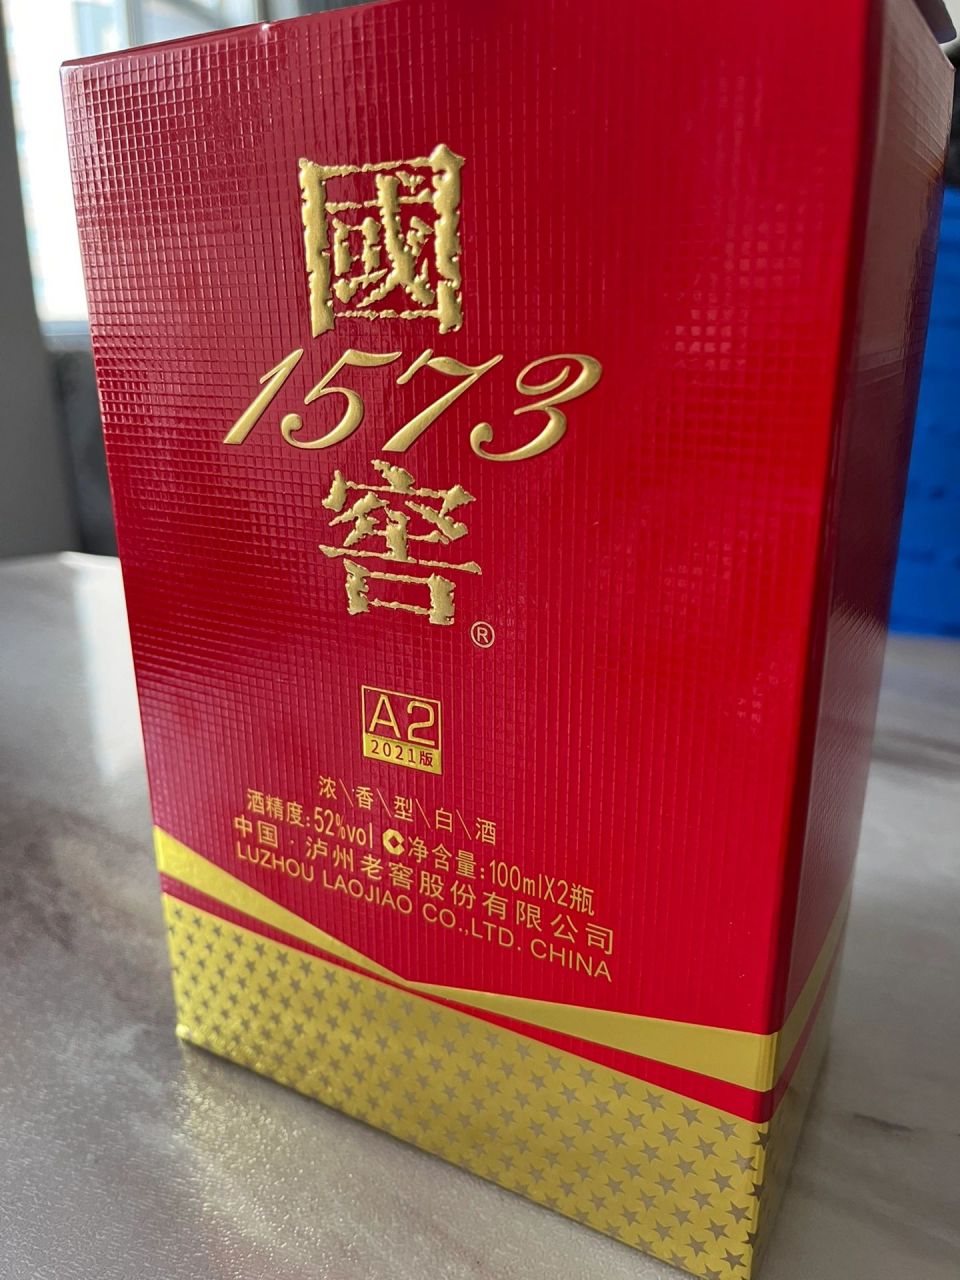 國
1573
窖
®
A2
2021版
浓\香\型\白\酒
酒精度:52%vol 净含量:100mlX2瓶
中国·泸州老窖股份有限公司
LUZHOU LAOJIAO CO.,LTD. CHINA